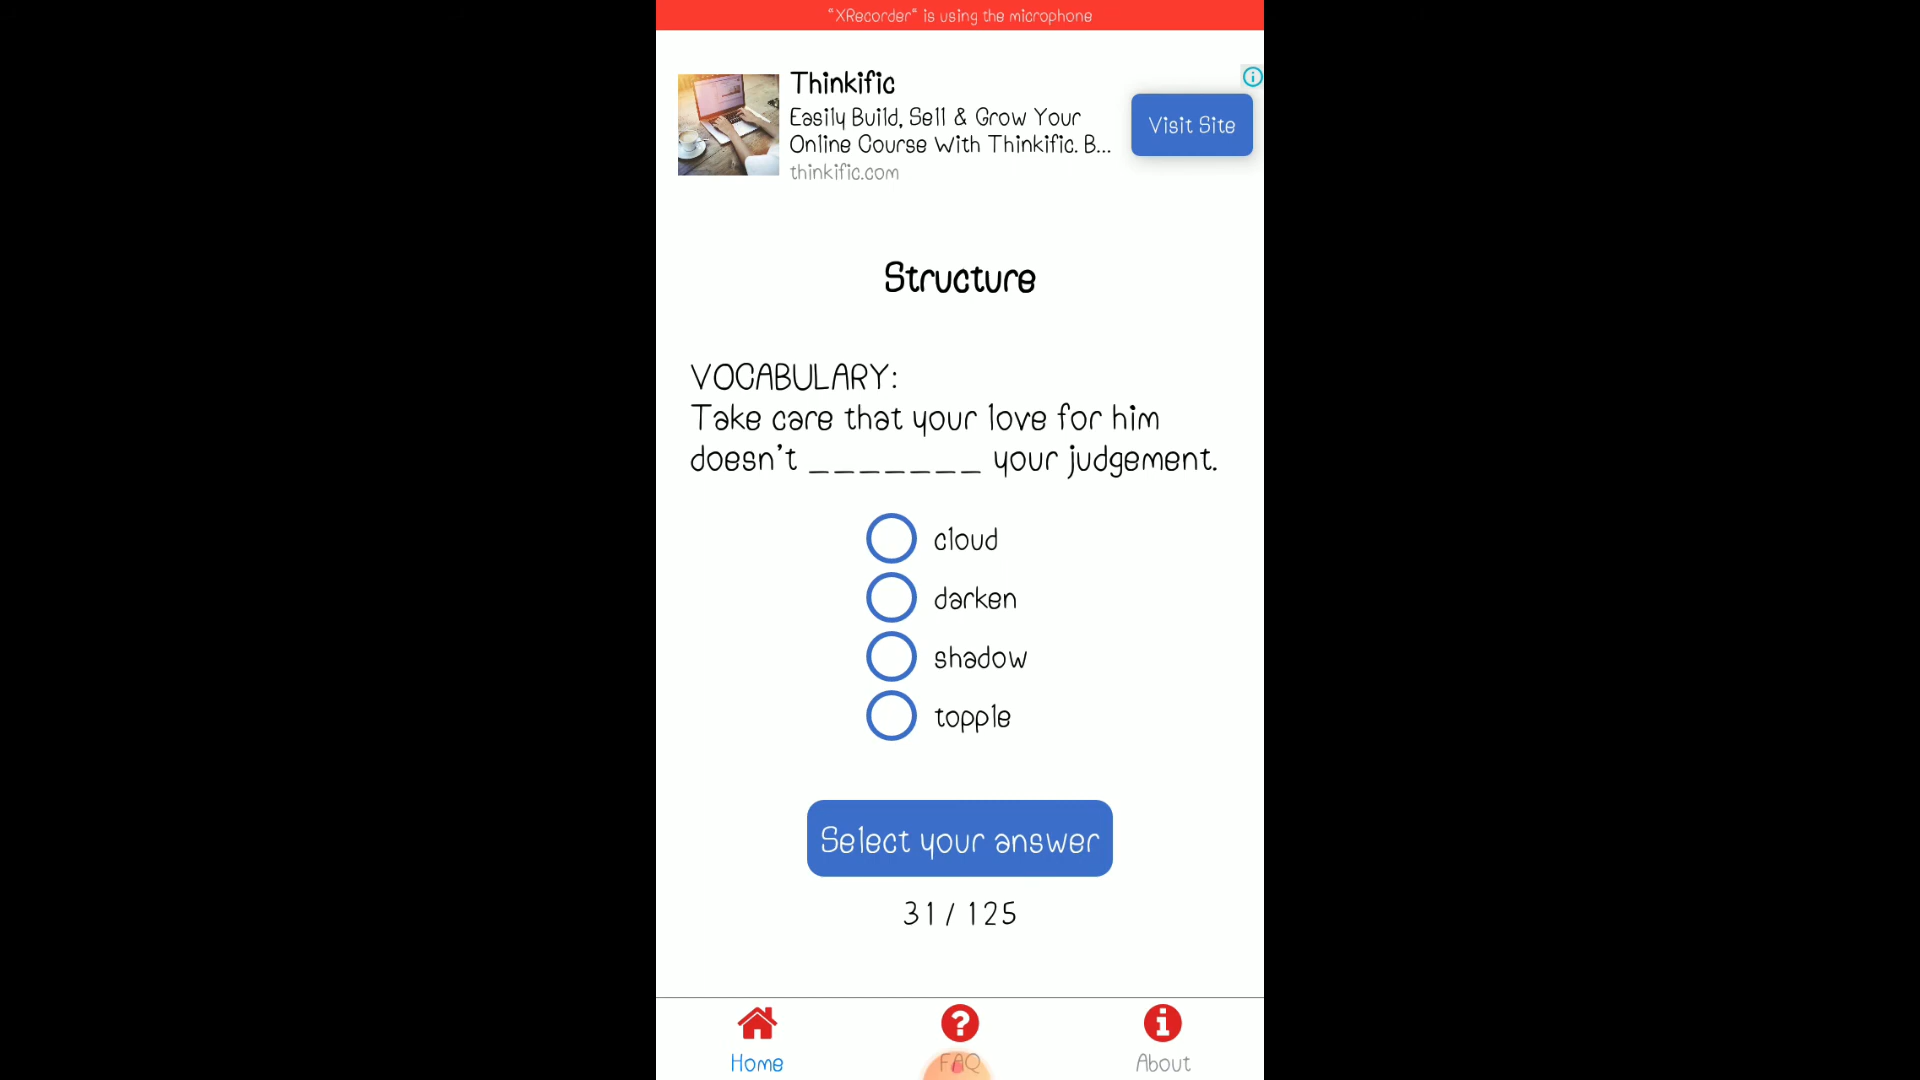 "XRecorder" is using the microphone
Thinkific
Easily Build, Sell & Grow Your
Online Course With Thinkific. B...
thinkific.com
Visit Site
Structure
VOCABULARY:
Take care that your love for him
doesn't _______ your judgement.
cloud
darken
shadow
topple
Select your answer
31 / 125
Home
FAQ
About